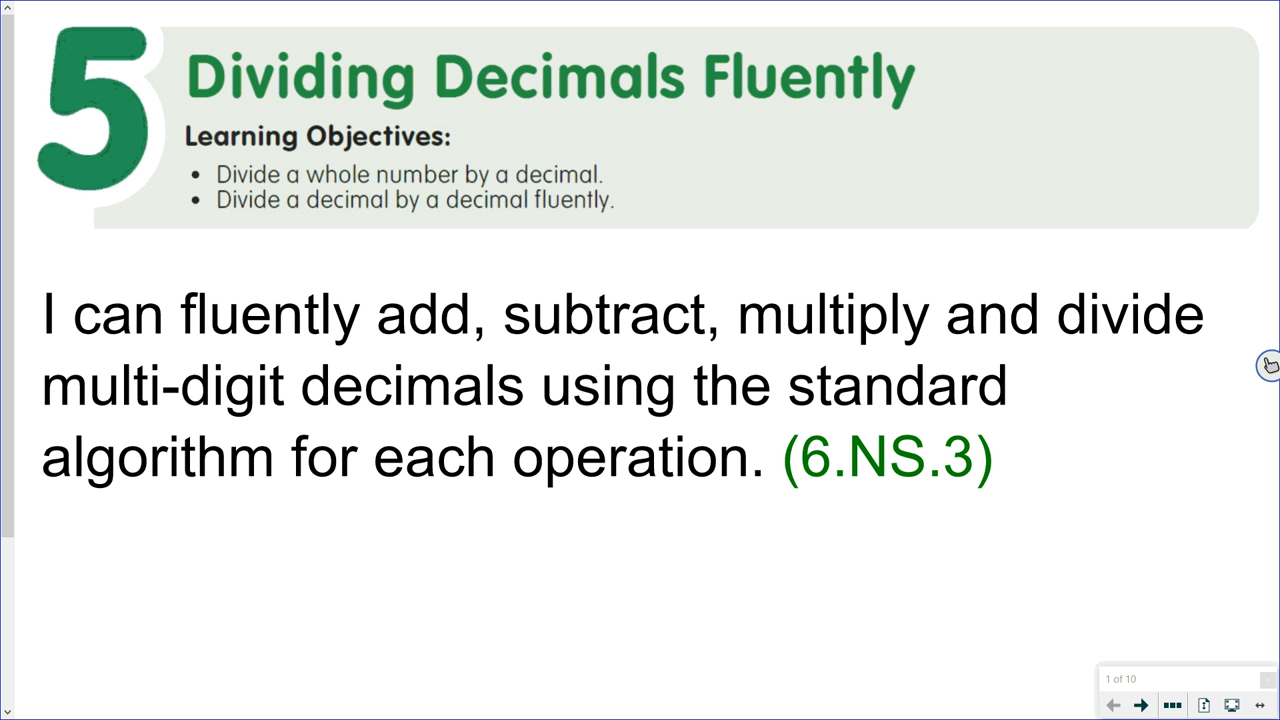 5
Dividing Decimals Fluently
Learning Objectives:
• Divide a whole number by a decimal.
• Divide a decimal by a decimal fluently.
I can fluently add, subtract, multiply and divide
multi-digit decimals using the standard
algorithm for each operation. (6.NS.3)
1 of 10